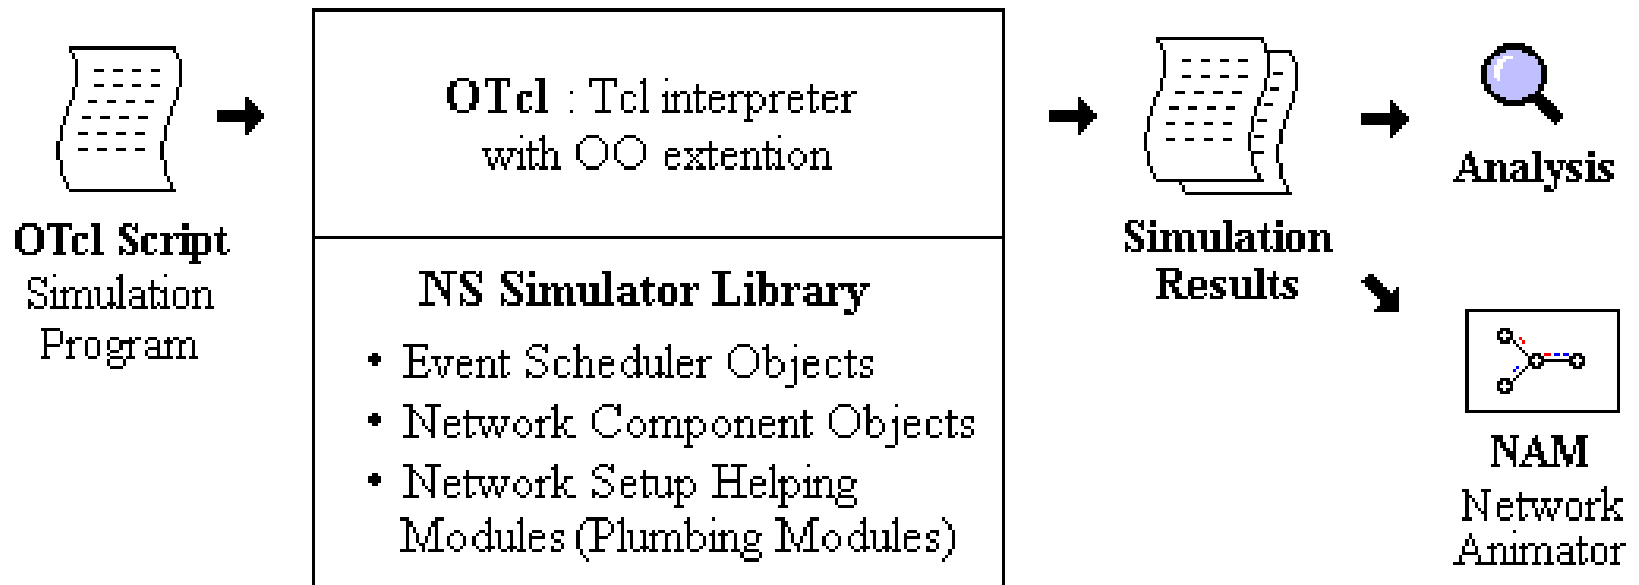 OTcl Script
Simulation
Program
OTcl : Tcl interpreter
with OO extention
NS Simulator Library
• Event Scheduler Objects
• Network Component Objects
• Network Setup Helping
Modules (Plumbing Modules)
Simulation
Results
Analysis
NAM
Network
Animator